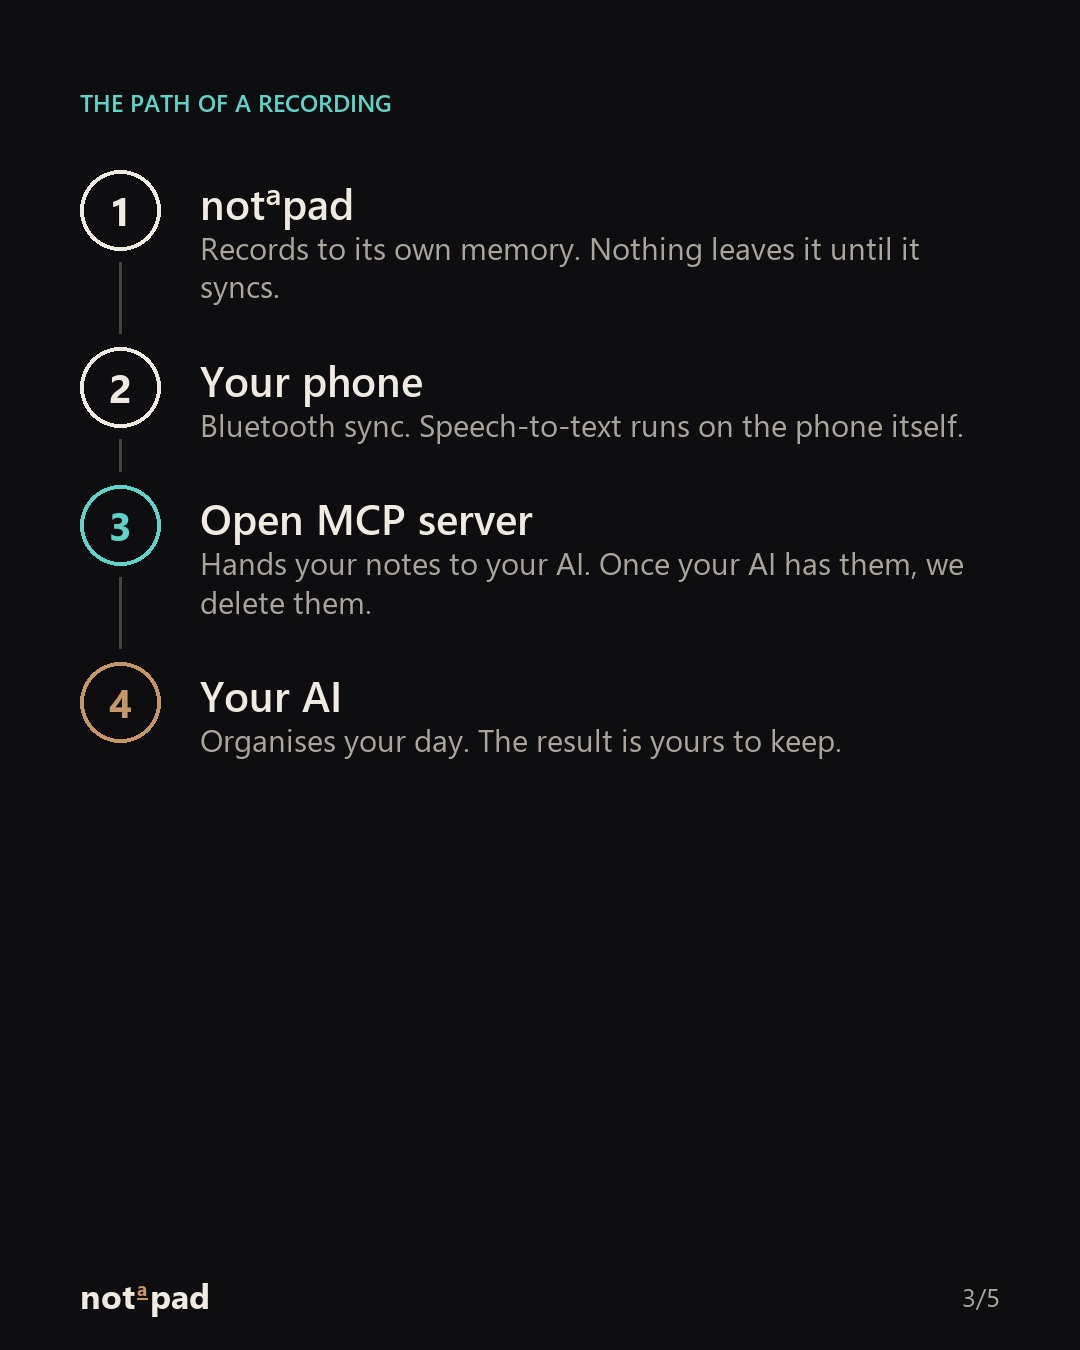 THE PATH OF A RECORDING
1
notᵃpad
Records to its own memory. Nothing leaves it until it
syncs.
2
Your phone
Bluetooth sync. Speech-to-text runs on the phone itself.
3
Open MCP server
Hands your notes to your AI. Once your AI has them, we
delete them.
4
Your AI
Organises your day. The result is yours to keep.
notᵃpad
3/5